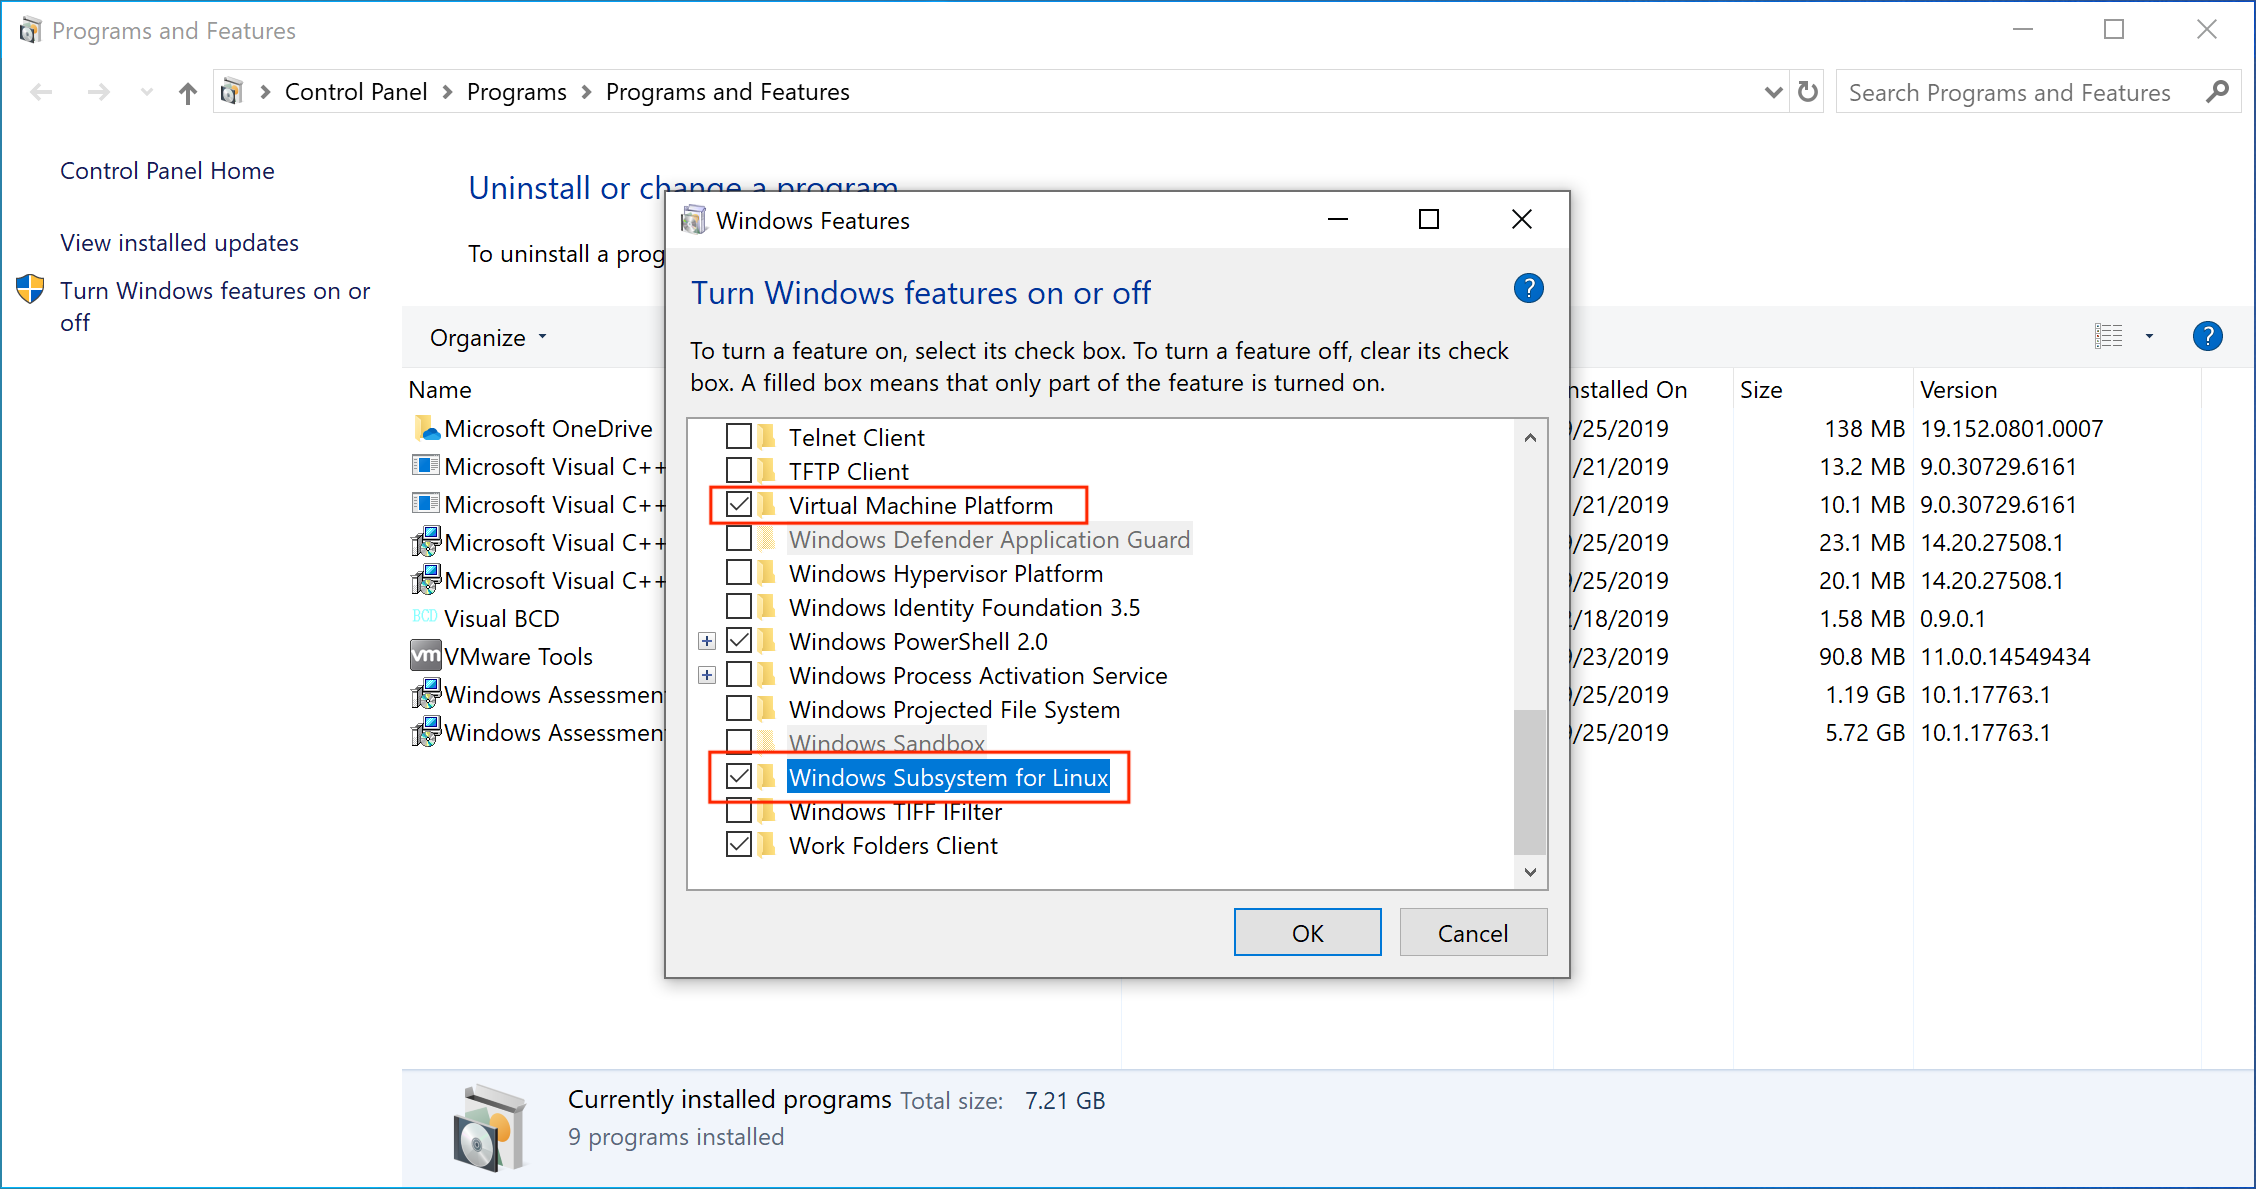 Programs and Features
Control Panel > Programs > Programs and Features
Search Programs and Features
Control Panel Home
View installed updates
Turn Windows features on or
off
Uninstall or change a program
To uninstall a prog
Organize
Name
nstalled On
Size
Version
Microsoft OneDrive
/25/2019
138 MB
19.152.0801.0007
Microsoft Visual C++
/21/2019
13.2 MB
9.0.30729.6161
Microsoft Visual C++
/21/2019
10.1 MB
9.0.30729.6161
Microsoft Visual C++
/25/2019
23.1 MB
14.20.27508.1
Microsoft Visual C++
/25/2019
20.1 MB
14.20.27508.1
BCD
Visual BCD
/18/2019
1.58 MB
0.9.0.1
vm
VMware Tools
/23/2019
90.8 MB
11.0.0.14549434
Windows Assessmen
/25/2019
1.19 GB
10.1.17763.1
Windows Assessmen
/25/2019
5.72 GB
10.1.17763.1
Windows Features
Turn Windows features on or off
To turn a feature on, select its check box. To turn a feature off, clear its check
box. A filled box means that only part of the feature is turned on.
Telnet Client
TFTP Client
Virtual Machine Platform
Windows Defender Application Guard
Windows Hypervisor Platform
Windows Identity Foundation 3.5
Windows PowerShell 2.0
Windows Process Activation Service
Windows Projected File System
Windows Sandbox
Windows Subsystem for Linux
Windows TIFF IFilter
Work Folders Client
OK
Cancel
Currently installed programs Total size: 7.21 GB
9 programs installed